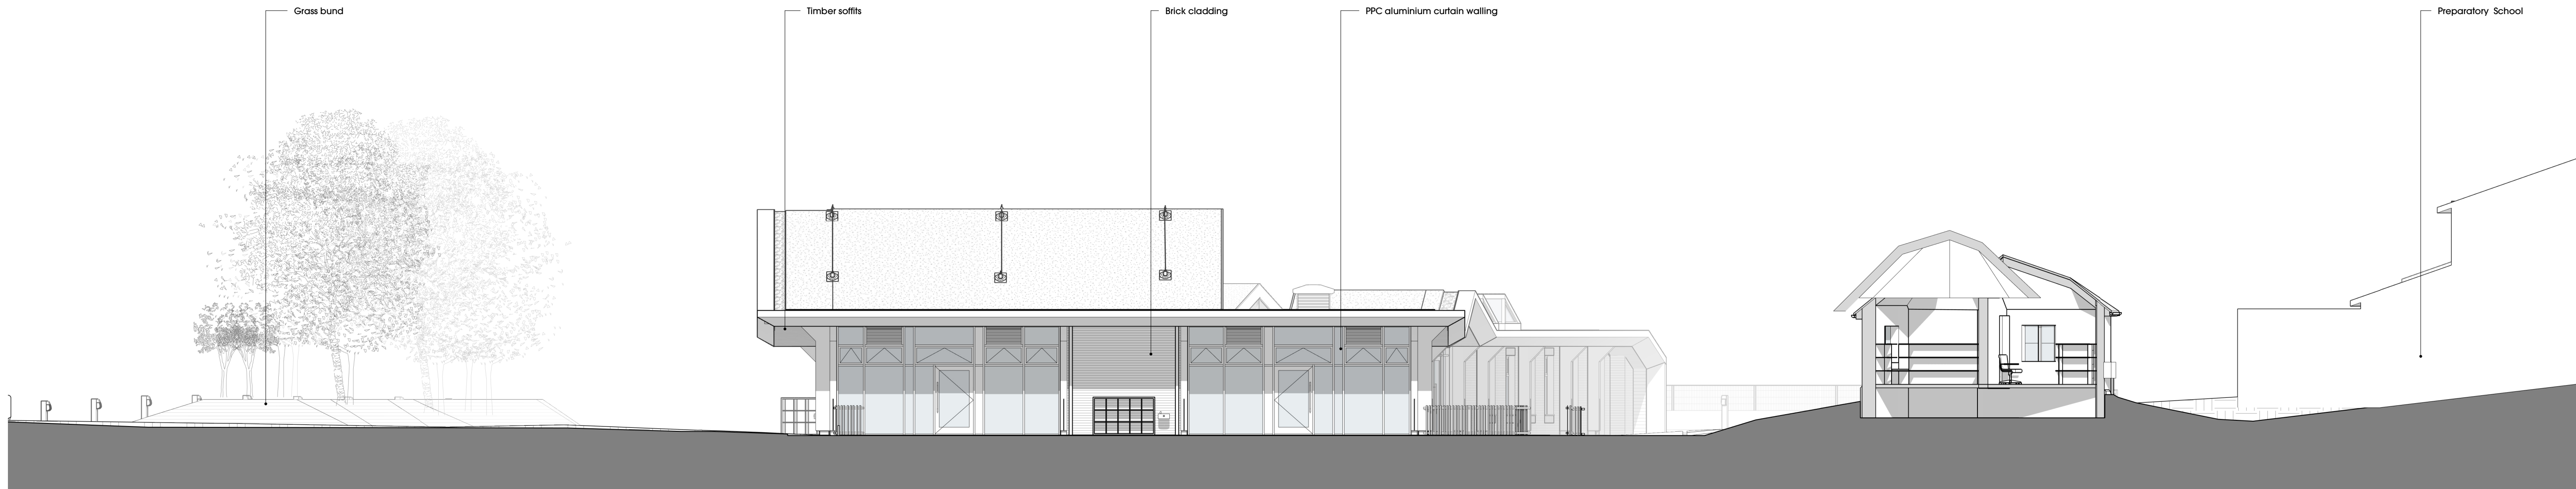 Grass bund
Timber soffits
Brick cladding
PPC aluminium curtain walling
Preparatory School